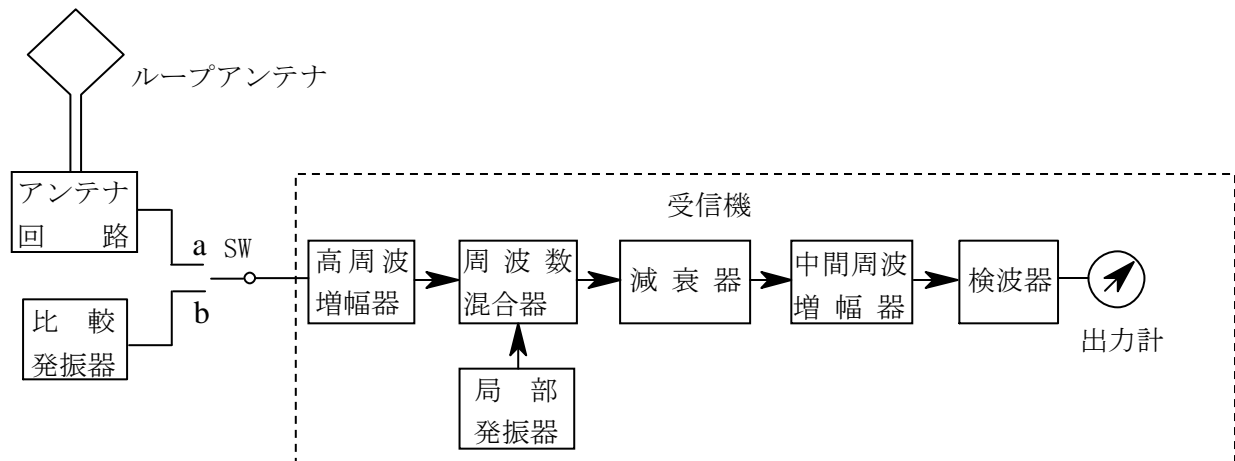 ループアンテナ
アンテナ
回路
a
SW
b
比較
発振器
受信機
高周波
増幅器
周波数
混合器
減衰器
中間周波
増幅器
検波器
出力計
局部
発振器